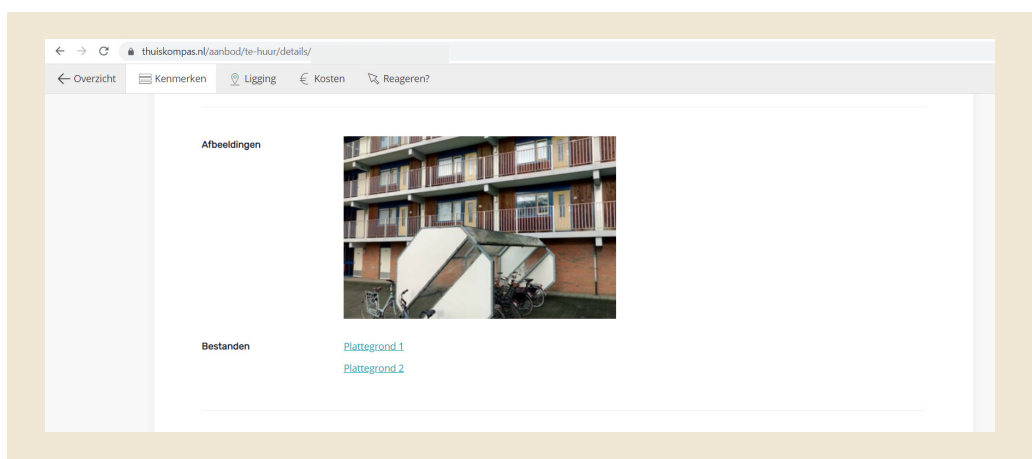 thuiskompas.nl/aanbod/te-huur/details/
Overzicht Kenmerken Ligging Kosten Reageren?
Afbeeldingen
Bestanden Plattegrond 1
Plattegrond 2